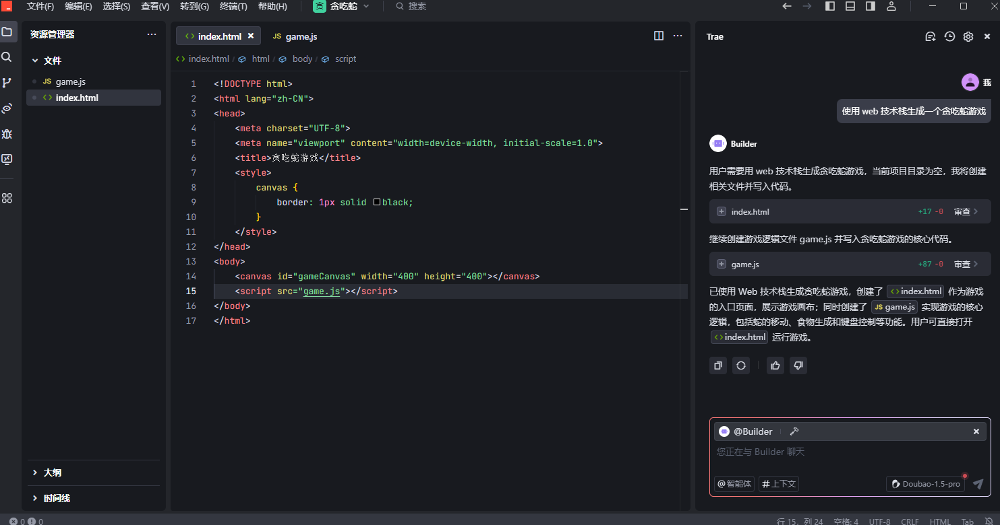 文件(F) 编辑(E) 选择(S) 查看(V) 转到(G) 终端(T) 帮助(H) 贪 贪吃蛇 搜索
资源管理器
文件
JS game.js
index.html
大纲
时间线
index.html JS game.js
index.html / html / body / script
1 <!DOCTYPE html>
2 <html lang="zh-CN">
3 <head>
4 <meta charset="UTF-8">
5 <meta name="viewport" content="width=device-width, initial-scale=1.0">
6 <title>贪吃蛇游戏</title>
7 <style>
8 canvas {
9 border: 1px solid black;
10 }
11 </style>
12 </head>
13 <body>
14 <canvas id="gameCanvas" width="400" height="400"></canvas>
15 <script src="game.js"></script>
16 </body>
17 </html>
Trae
我
使用 web 技术栈生成一个贪吃蛇游戏
Builder
用户需要用 web 技术栈生成贪吃蛇游戏，当前项目目录为空，我将创建
相关文件并写入代码。
index.html +17 -0 审查
继续创建游戏逻辑文件 game.js 并写入贪吃蛇游戏的核心代码。
game.js +87 -0 审查
已使用 Web 技术栈生成贪吃蛇游戏，创建了 index.html 作为游戏
的入口页面，展示游戏画布；同时创建了 JS game.js 实现游戏的核心
逻辑，包括蛇的移动、食物生成和键盘控制等功能。用户可直接打开
index.html 运行游戏。
@Builder
您正在与 Builder 聊天
@智能体 #上下文 Doubao-1.5-pro
0 0 行 15，列 24 空格: 4 UTF-8 CRLF HTML Tab